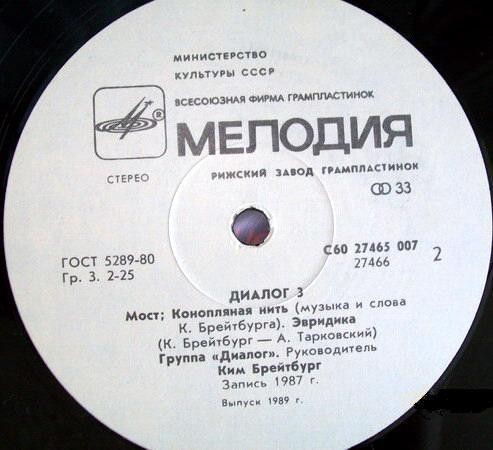 МИНИСТЕРСТВО
КУЛЬТУРЫ СССР
ВСЕСОЮЗНАЯ ФИРМА ГРАМПЛАСТИНОК
®
МЕЛОДИЯ
СТЕРЕО
РИЖСКИЙ ЗАВОД ГРАМПЛАСТИНОК
33
ГОСТ 5289-80
Гр. 3. 2-25
С60 27465 007
27466
2
ДИАЛОГ 3
Мост; Конопляная нить (музыка и слова
К. Брейтбурга). Эвридика
(К. Брейтбург — А. Тарковский)
Группа «Диалог». Руководитель
Ким Брейтбург
Запись 1987 г.
Выпуск 1989 г.